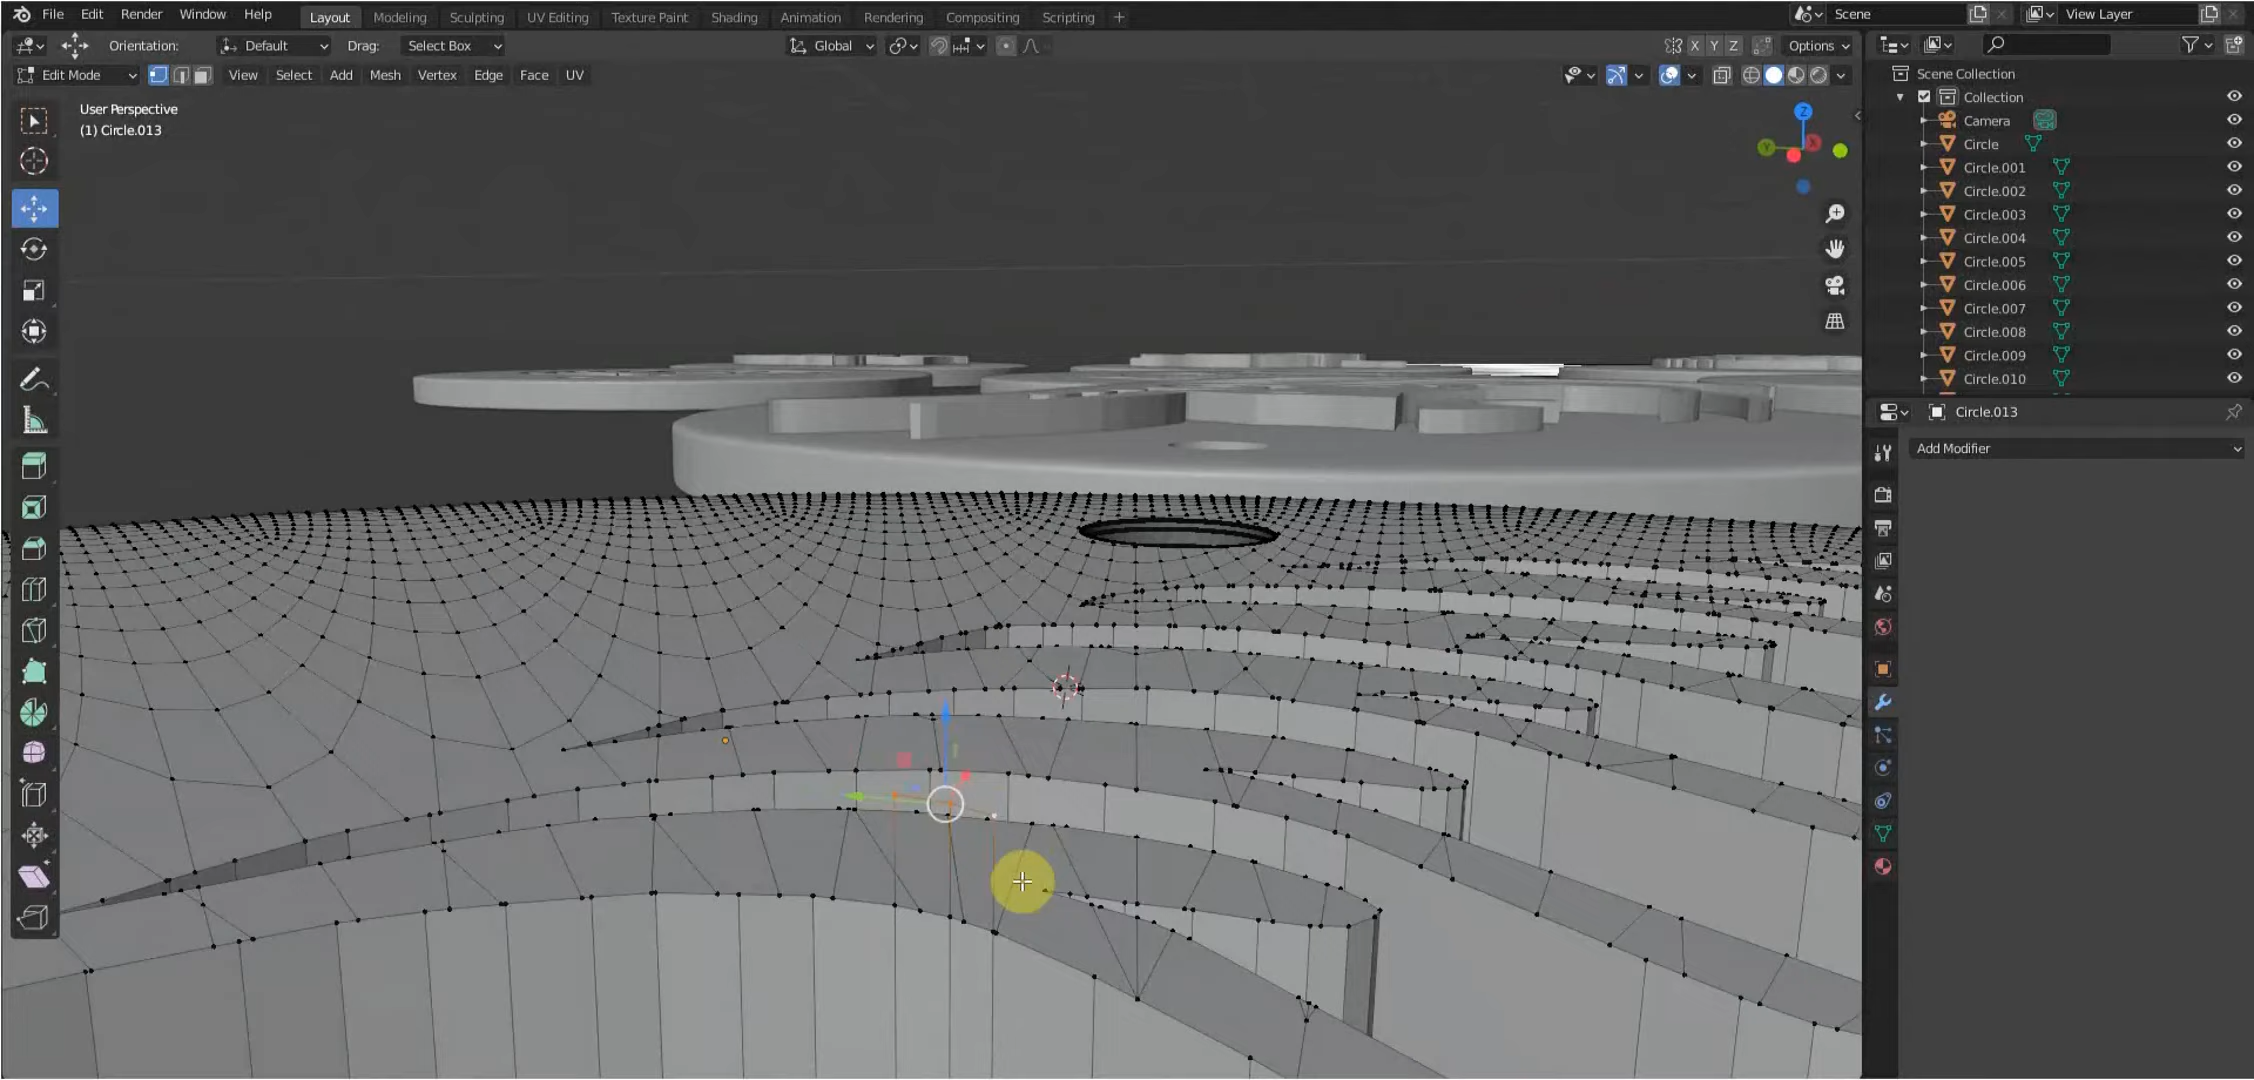 File Edit Render Window Help Layout Modeling Sculpting UV Editing Texture Paint Shading Animation Rendering Compositing Scripting + Scene View Layer
Orientation: Default Drag: Select Box Global X Y Z Options
Edit Mode View Select Add Mesh Vertex Edge Face UV
User Perspective
(1) Circle.013
Z
Y X
Scene Collection
Collection
Camera
Circle
Circle.001
Circle.002
Circle.003
Circle.004
Circle.005
Circle.006
Circle.007
Circle.008
Circle.009
Circle.010
Circle.013
Add Modifier